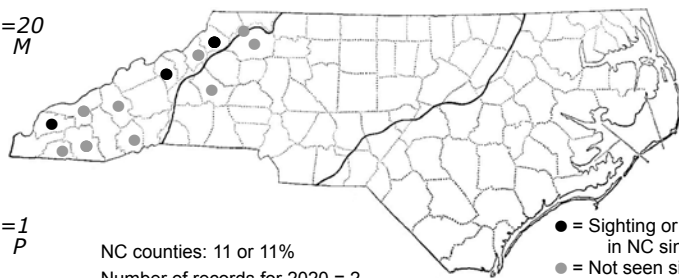 =20
M
=1
P
NC counties: 11 or 11%
● = Sighting or
in NC sin
● = Not seen si